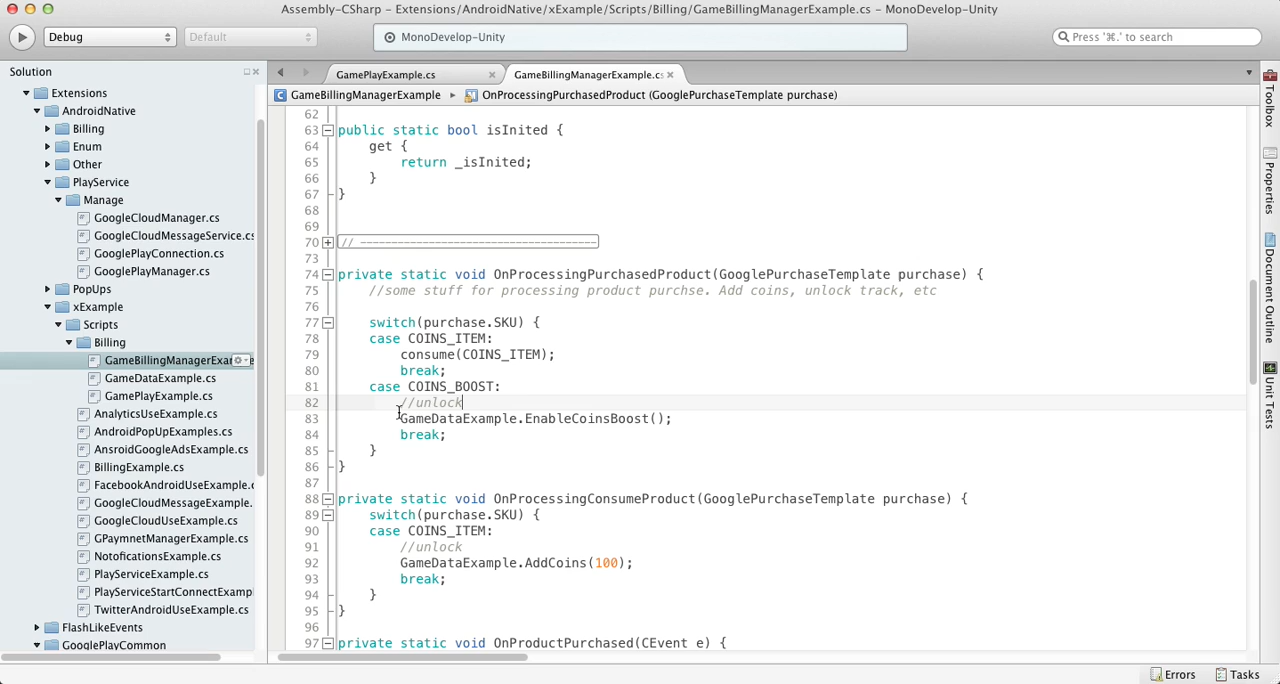 Assembly-CSharp – Extensions/AndroidNative/xExample/Scripts/Billing/GameBillingManagerExample.cs – MonoDevelop-Unity
Debug
Default
MonoDevelop-Unity
Press '⌘.' to search
Solution
Extensions
AndroidNative
Billing
Enum
Other
PlayService
Manage
GoogleCloudManager.cs
GoogleCloudMessageService.cs
GooglePlayConnection.cs
GooglePlayManager.cs
PopUps
xExample
Scripts
Billing
GameBillingManagerExample
GameDataExample.cs
GamePlayExample.cs
AnalyticsUseExample.cs
AndroidPopUpExamples.cs
AnsroidGoogleAdsExample.cs
BillingExample.cs
FacebookAndroidUseExample.
GoogleCloudMessageExample.
GoogleCloudUseExample.cs
GPaymnetManagerExample.cs
NotoficationsExample.cs
PlayServiceExample.cs
PlayServiceStartConnectExampl
TwitterAndroidUseExample.cs
FlashLikeEvents
GooglePlayCommon
GamePlayExample.cs
GameBillingManagerExample.cs
GameBillingManagerExample
OnProcessingPurchasedProduct (GooglePurchaseTemplate purchase)
62
63 public static bool isInited {
64 get {
65 return _isInited;
66 }
67 }
68
69
70 // --------------------------------------
73
74 private static void OnProcessingPurchasedProduct(GooglePurchaseTemplate purchase) {
75 //some stuff for processing product purchse. Add coins, unlock track, etc
76
77 switch(purchase.SKU) {
78 case COINS_ITEM:
79 consume(COINS_ITEM);
80 break;
81 case COINS_BOOST:
82 //unlock
83 GameDataExample.EnableCoinsBoost();
84 break;
85 }
86 }
87
88 private static void OnProcessingConsumeProduct(GooglePurchaseTemplate purchase) {
89 switch(purchase.SKU) {
90 case COINS_ITEM:
91 //unlock
92 GameDataExample.AddCoins(100);
93 break;
94 }
95 }
96
97 private static void OnProductPurchased(CEvent e) {
Toolbox
Properties
Document Outline
Unit Tests
Errors
Tasks